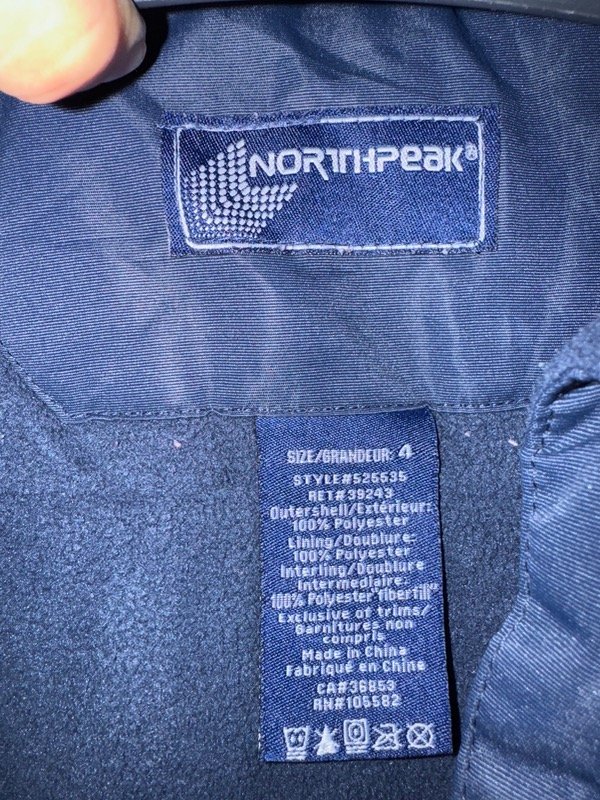 NORTHPEAK®
SIZE/GRANDEUR: 4
STYLE#525535
RET#39243
Outershell/Extérieur:
100% Polyester
Lining/Doublure:
100% Polyester
Interling/Doublure
Intermediaire:
100% Polyester "fiberfill"
Exclusive of trims/
Garnitures non
compris
Made in China
Fabriqué en Chine
CA#36853
RN#105582